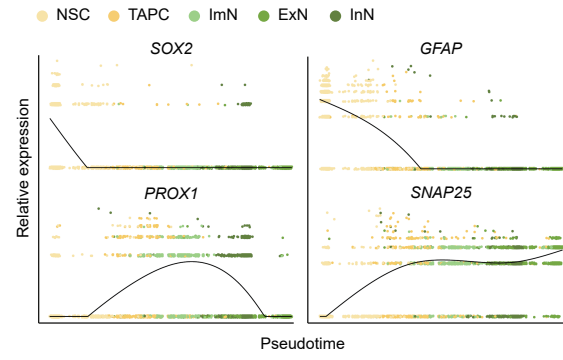 NSC TAPC ImN ExN InN
SOX2 GFAP
Relative expression
PROX1 SNAP25
Pseudotime